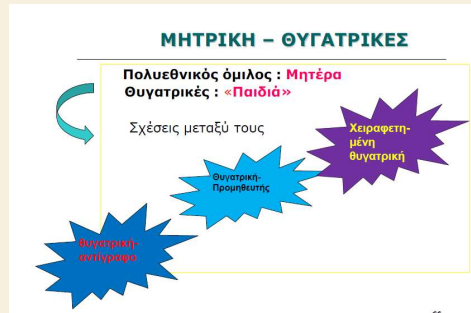 ΜΗΤΡΙΚΗ – ΘΥΓΑΤΡΙΚΕΣ
Πολυεθνικός όμιλος : Μητέρα
Θυγατρικές : «Παιδιά»
Σχέσεις μεταξύ τους
Χειραφετη-
μένη
θυγατρική
Θυγατρική-
Προμηθευτής
Θυγατρική-
αντίγραφο